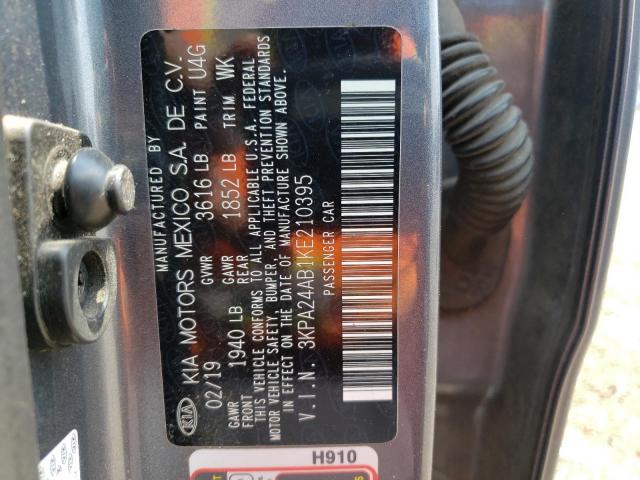 MANUFACTURED BY
KIA KIA MOTORS MEXICO S.A. DE C.V.
02/19 GVWR 3616 LB PAINT U4G
GAWR FRONT 1940 LB GAWR REAR 1852 LB TRIM WK
THIS VEHICLE CONFORMS TO ALL APPLICABLE U.S.A. FEDERAL
MOTOR VEHICLE SAFETY, BUMPER, AND THEFT PREVENTION STANDARDS
IN EFFECT ON THE DATE OF MANUFACTURE SHOWN ABOVE.
V.I.N. 3KPA24AB1KE210395
PASSENGER CAR
H910